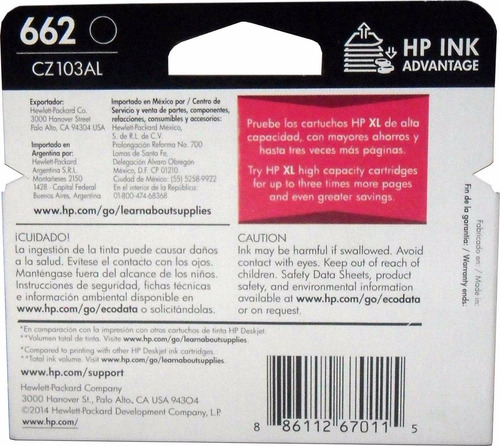 662
CZ103AL
HP INK
ADVANTAGE
Exportador:
Hewlett-Packard Co.
3000 Hanover Street
Palo Alto, CA 94304 USA
Importado en
Argentina por:
Hewlett-Packard
Argentina S.R.L.
Montañeses 2150
1428 - Capital Federal
Buenos Aires, Argentina
Importado en México por / Centro de
Servicio y venta de partes, componentes,
refacciones, consumibles y accesorios:
Hewlett-Packard México,
S. de R.L. de C.V.
Prolongación Reforma No. 700
Lomas de Santa Fe,
Delegación Álvaro Obregón
México, D.F. CP 01210
Ciudad de México: (55) 5258-9922
En el interior de la República:
01-800-474-68368
www.hp.com/go/learnaboutsupplies
Pruebe los cartuchos HP XL de alta
capacidad, con mayores ahorros y
hasta tres veces más páginas.
Try HP XL high capacity cartridges
for up to three times more pages
and even greater savings.
Fabricado en / Made in:
Fin de la garantía: / Warranty ends:
¡CUIDADO!
La ingestión de la tinta puede causar daños
a la salud. Evítese el contacto con los ojos.
Manténgase fuera del alcance de los niños.
Instrucciones de seguridad, fichas técnicas
e información ambiental disponible en
www.hp.com/go/ecodata o solicitándolas.
CAUTION
Ink may be harmful if swallowed. Avoid
contact with eyes. Keep out of reach of
children. Safety Data Sheets, product
safety, and environmental information
available at www.hp.com/go/ecodata
or on request.
*En comparación con la impresión con otros cartuchos de tinta HP Deskjet.
**Volumen total de tinta. Visite www.hp.com/go/learnaboutsupplies.
*Compared to printing with other HP Deskjet ink cartridges.
**Total ink volume. Visit www.hp.com/go/learnaboutsupplies.
www.hp.com/support
Hewlett-Packard Company
3000 Hanover St., Palo Alto, CA 94304
©2014 Hewlett-Packard Development Company, L.P.
www.hp.com/
8 86112 67011 5